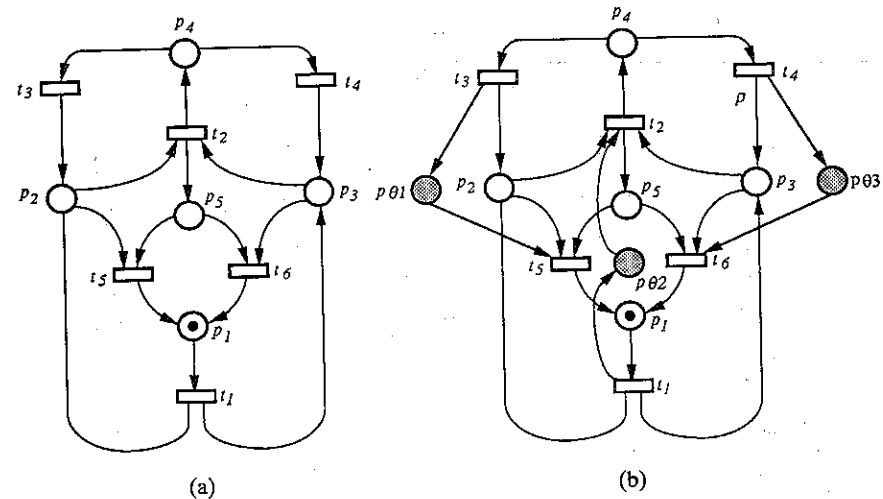 p4 p4
t3 t4 t3 t4
p
t2 t2
p2 p3 pθ1 p2 p3 pθ3
p5 p5
t5 t6 t5 t6
pθ2
p1 p1
t1 t1
(a) (b)